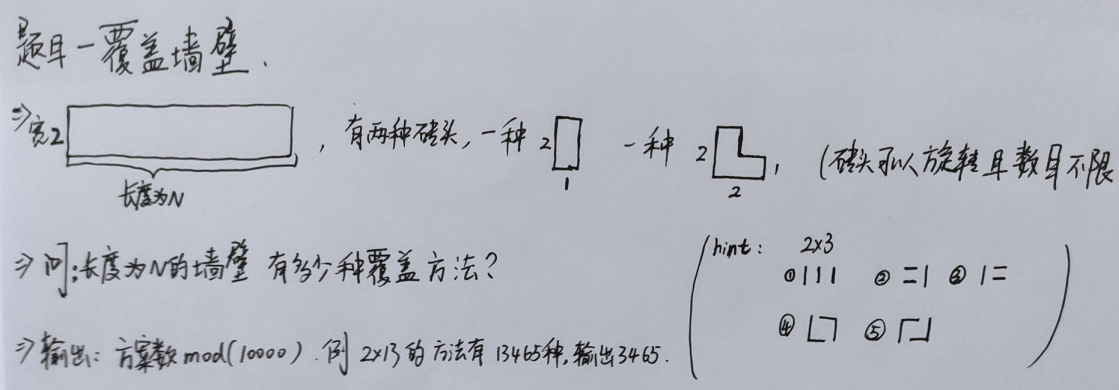 题目一覆盖墙壁.
⇒ 宽2 , 有两种砖头, 一种 2 1 一种 2 2 , (砖头可以旋转且数目不限
长度为N
⇒ 问: 长度为N的墙壁 有多少种覆盖方法?
(hint: 2×3
① ||| ② =| ③ |=
④ ⑤ )
⇒ 输出: 方案数 mod(10000). 例 2×13的方法有 13465种, 输出3465.